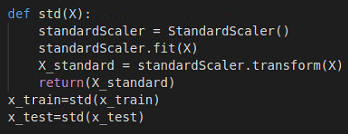 def std(X):
    standardScaler = StandardScaler()
    standardScaler.fit(X)
    X_standard = standardScaler.transform(X)
    return(X_standard)
x_train=std(x_train)
x_test=std(x_test)